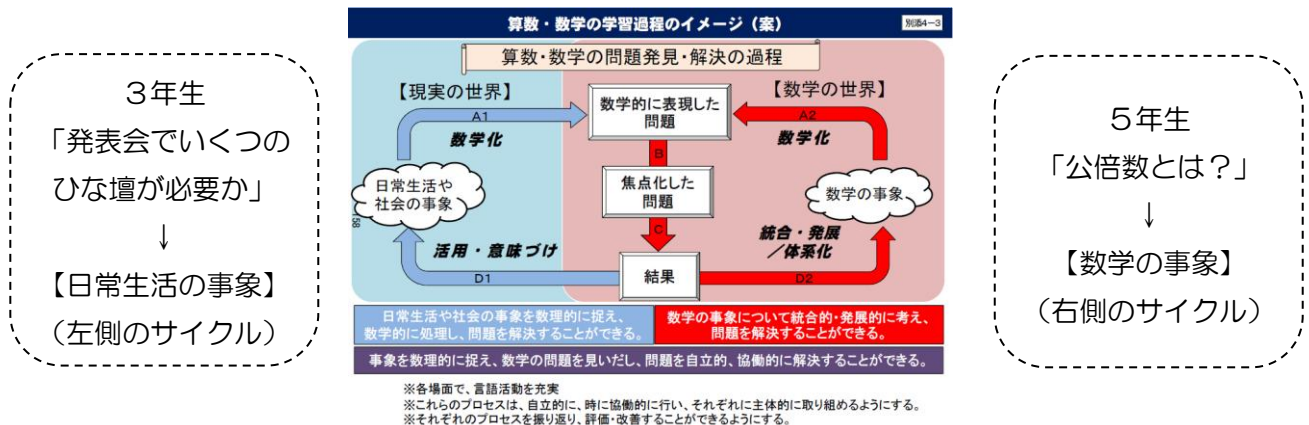 3年生
「発表会でいくつの
ひな壇が必要か」
↓
【日常生活の事象】
（左側のサイクル）
算数・数学の学習過程のイメージ（案）
別添4－3
算数・数学の問題発見・解決の過程
【現実の世界】
【数学の世界】
A1
数学化
数学的に表現した
問題
A2
数学化
B
日常生活や
社会の事象
158
焦点化した
問題
数学の事象
C
活用・意味づけ
統合・発展
／体系化
D1
結果
D2
日常生活や社会の事象を数理的に捉え、
数学的に処理し、問題を解決することができる。
数学の事象について統合的・発展的に考え、
問題を解決することができる。
事象を数理的に捉え、数学の問題を見いだし、問題を自立的、協働的に解決することができる。
※各場面で、言語活動を充実
※これらのプロセスは、自立的に、時に協働的に行い、それぞれに主体的に取り組めるようにする。
※それぞれのプロセスを振り返り、評価・改善することができるようにする。
5年生
「公倍数とは？」
↓
【数学の事象】
（右側のサイクル）